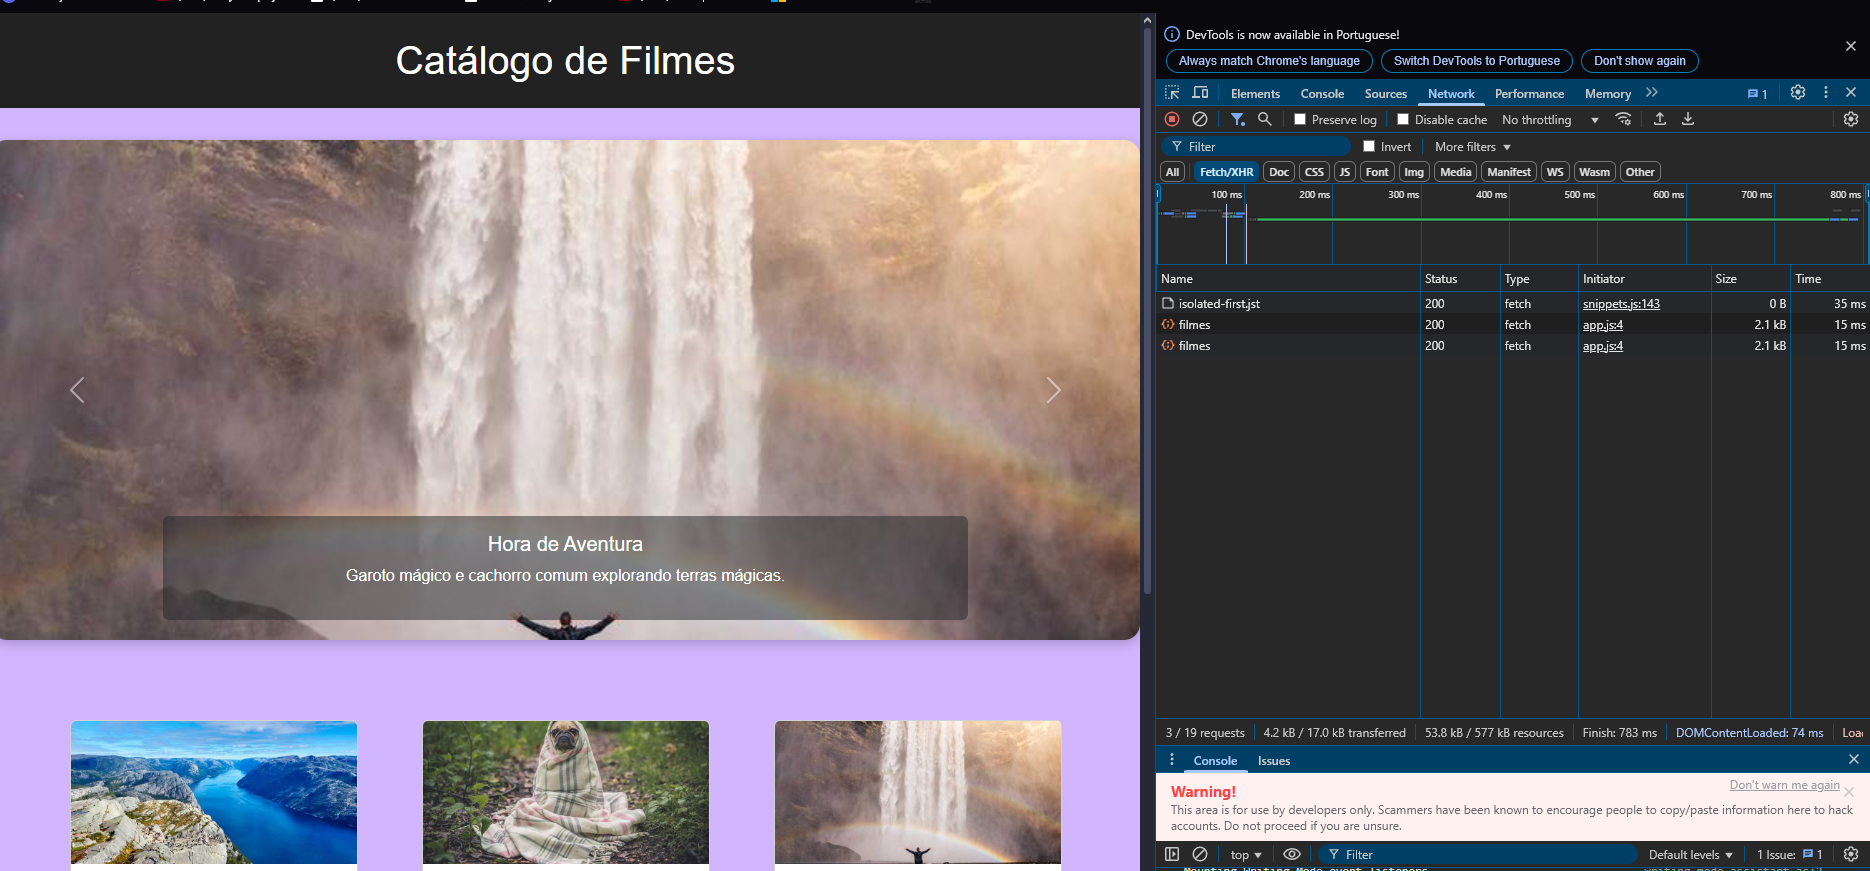 Catálogo de Filmes
Hora de Aventura
Garoto mágico e cachorro comum explorando terras mágicas.
DevTools is now available in Portuguese!
Always match Chrome's language Switch DevTools to Portuguese Don't show again
Elements Console Sources Network Performance Memory 1
Preserve log Disable cache No throttling
Filter Invert More filters
All Fetch/XHR Doc CSS JS Font Img Media Manifest WS Wasm Other
100 ms 200 ms 300 ms 400 ms 500 ms 600 ms 700 ms 800 ms
Name Status Type Initiator Size Time
isolated-first.jst 200 fetch snippets.js:143 0 B 35 ms
filmes 200 fetch app.js:4 2.1 kB 15 ms
filmes 200 fetch app.js:4 2.1 kB 15 ms
3 / 19 requests 4.2 kB / 17.0 kB transferred 53.8 kB / 577 kB resources Finish: 783 ms DOMContentLoaded: 74 ms Loa
Console Issues
Warning! Don't warn me again
This area is for use by developers only. Scammers have been known to encourage people to copy/paste information here to hack
accounts. Do not proceed if you are unsure.
top Filter Default levels 1 Issue: 1